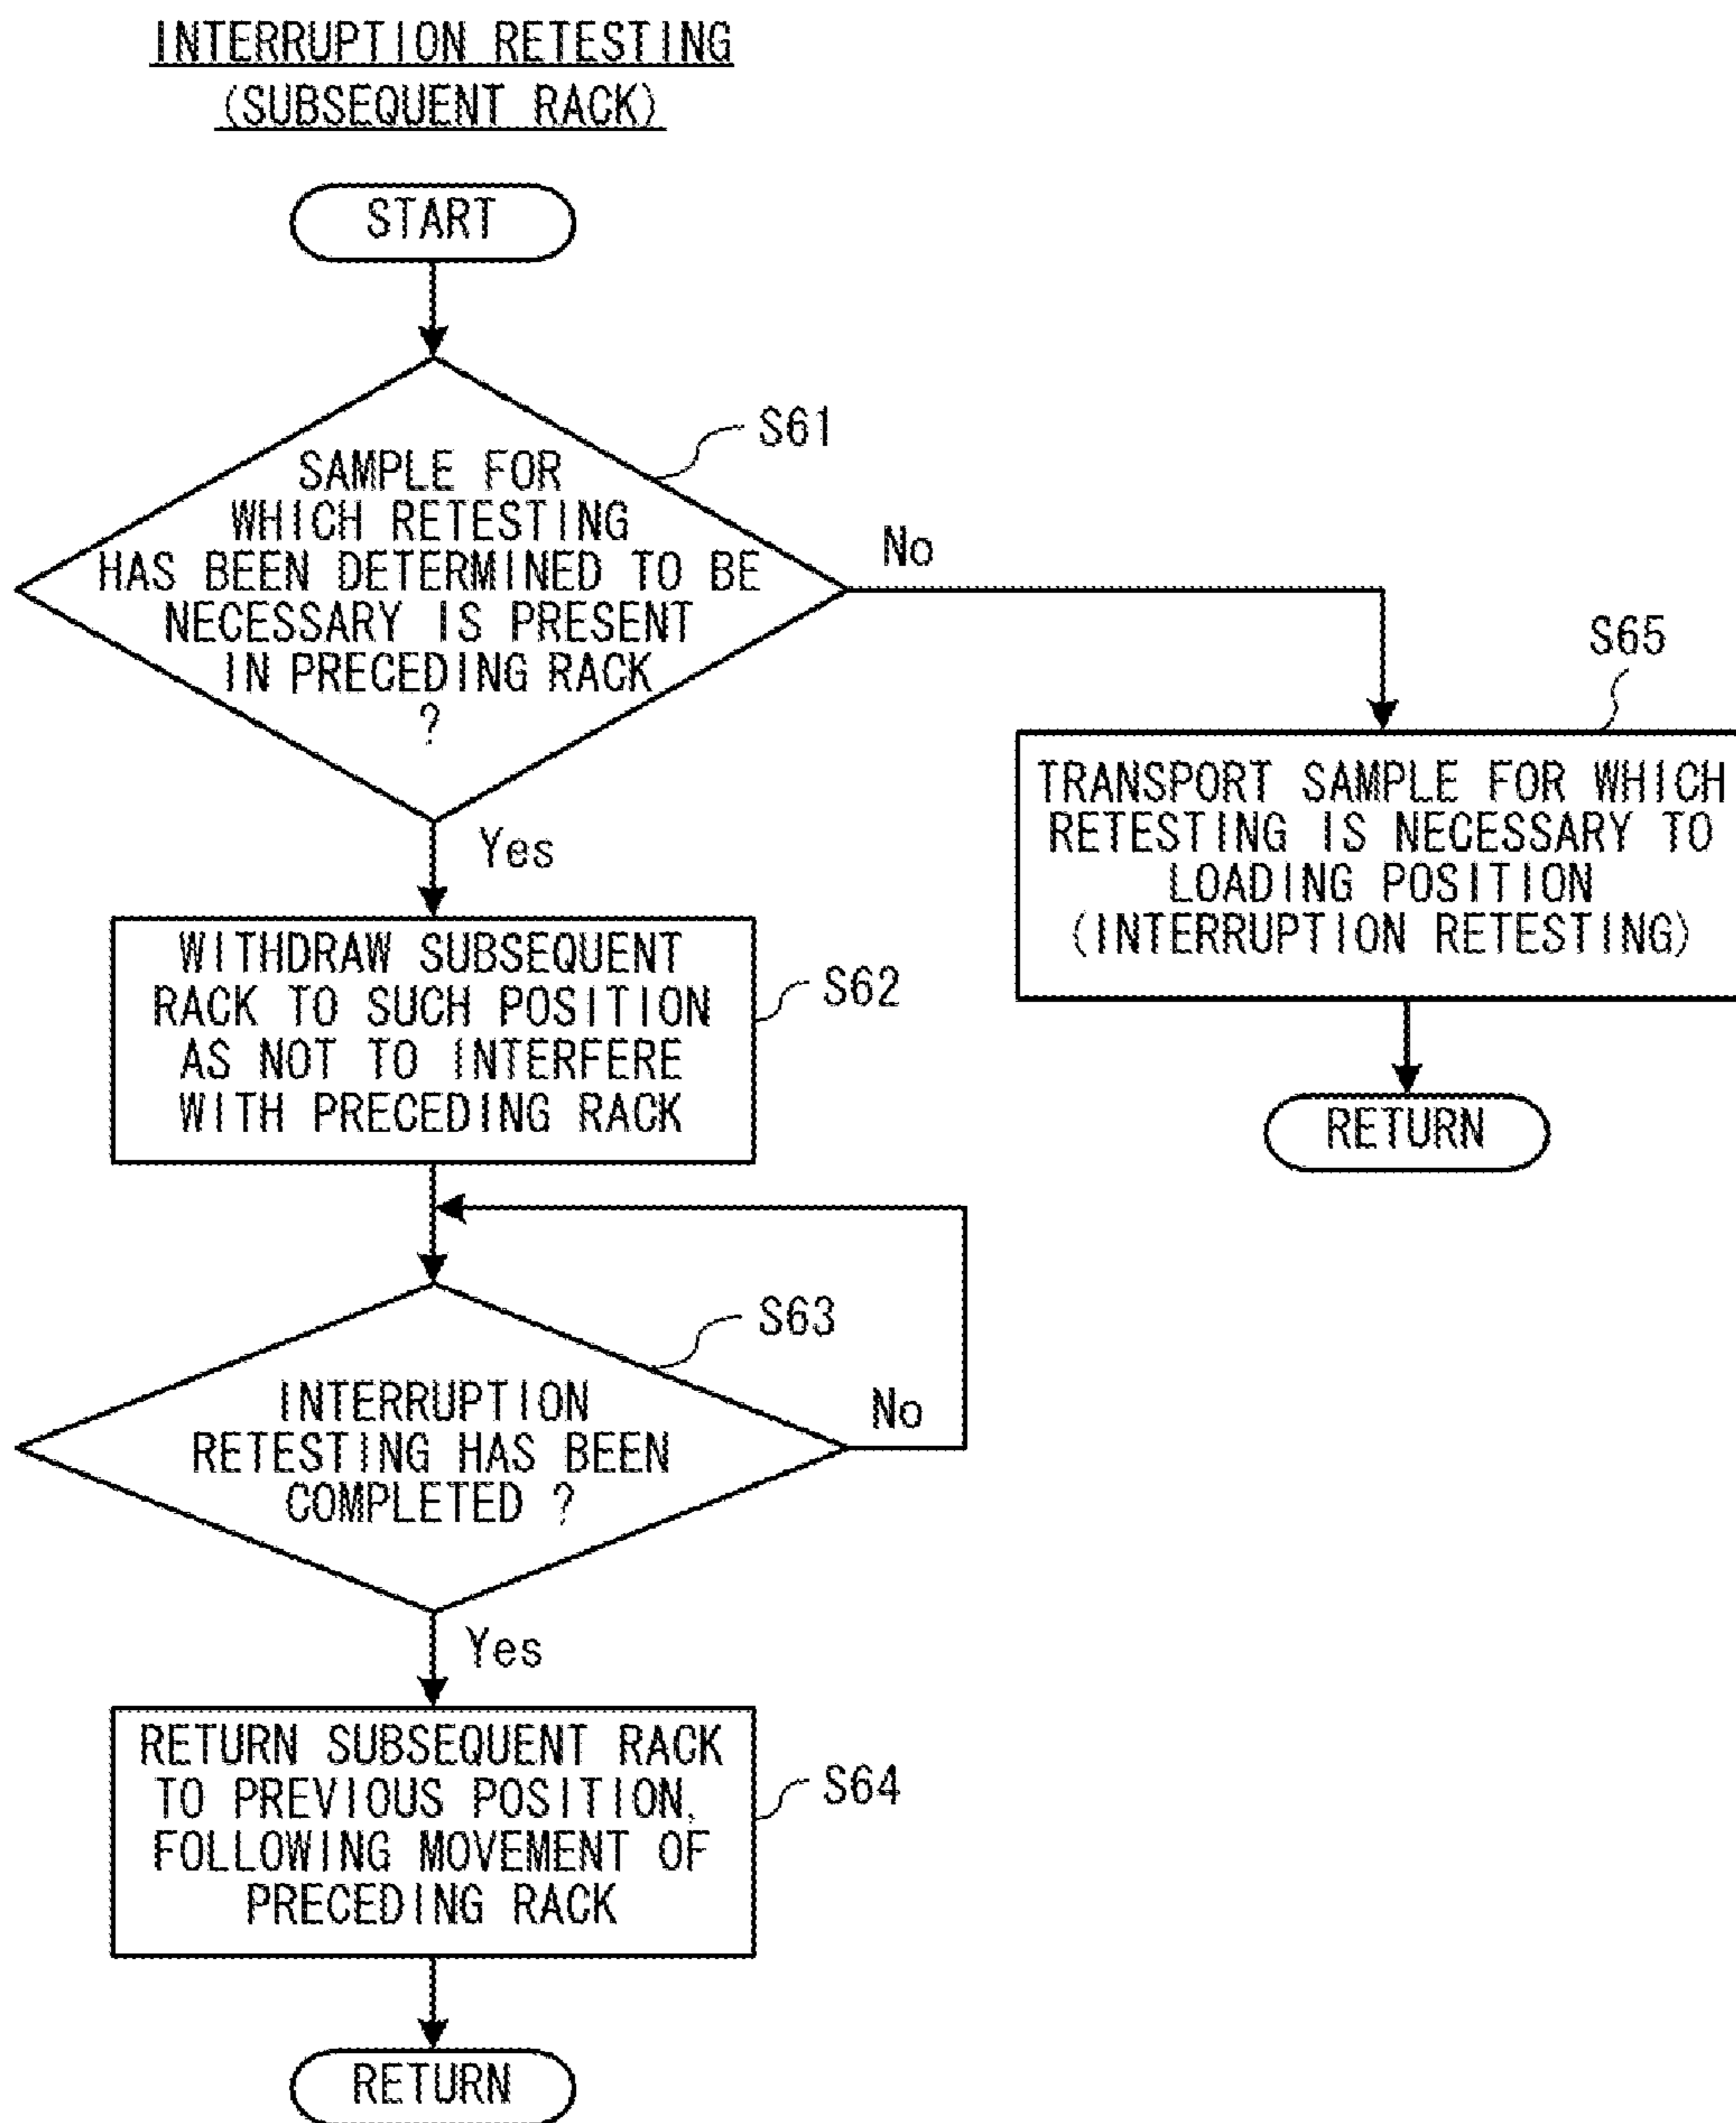 INTERRUPTION RETESTING
(SUBSEQUENT RACK)
START
S61
SAMPLE FOR
WHICH RETESTING
HAS BEEN DETERMINED TO BE
NECESSARY IS PRESENT
IN PRECEDING RACK
?
No
Yes
S65
TRANSPORT SAMPLE FOR WHICH
RETESTING IS NECESSARY TO
LOADING POSITION
(INTERRUPTION RETESTING)
RETURN
WITHDRAW SUBSEQUENT
RACK TO SUCH POSITION
AS NOT TO INTERFERE
WITH PRECEDING RACK
S62
S63
INTERRUPTION
RETESTING HAS BEEN
COMPLETED ?
No
Yes
RETURN SUBSEQUENT RACK
TO PREVIOUS POSITION,
FOLLOWING MOVEMENT OF
PRECEDING RACK
S64
RETURN